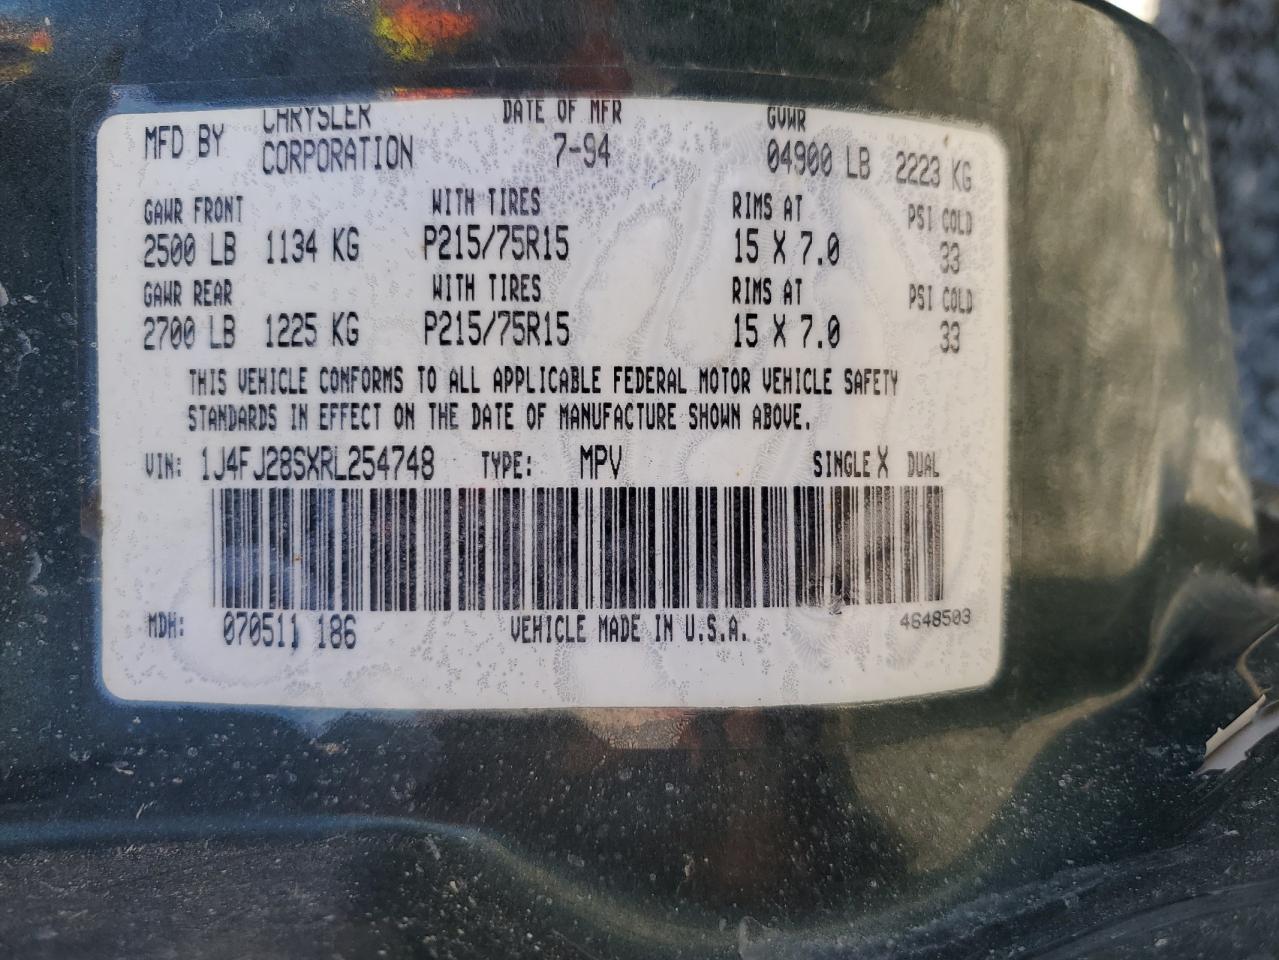 MFD BY CHRYSLER CORPORATION DATE OF MFR 7-94 GVWR 04900 LB 2223 KG
GAWR FRONT WITH TIRES RIMS AT PSI COLD
2500 LB 1134 KG P215/75R15 15 X 7.0 33
GAWR REAR WITH TIRES RIMS AT PSI COLD
2700 LB 1225 KG P215/75R15 15 X 7.0 33
THIS VEHICLE CONFORMS TO ALL APPLICABLE FEDERAL MOTOR VEHICLE SAFETY
STANDARDS IN EFFECT ON THE DATE OF MANUFACTURE SHOWN ABOVE.
VIN: 1J4FJ28SXRL254748 TYPE: MPV SINGLE X DUAL
MDH: 070511 186 VEHICLE MADE IN U.S.A. 4648503